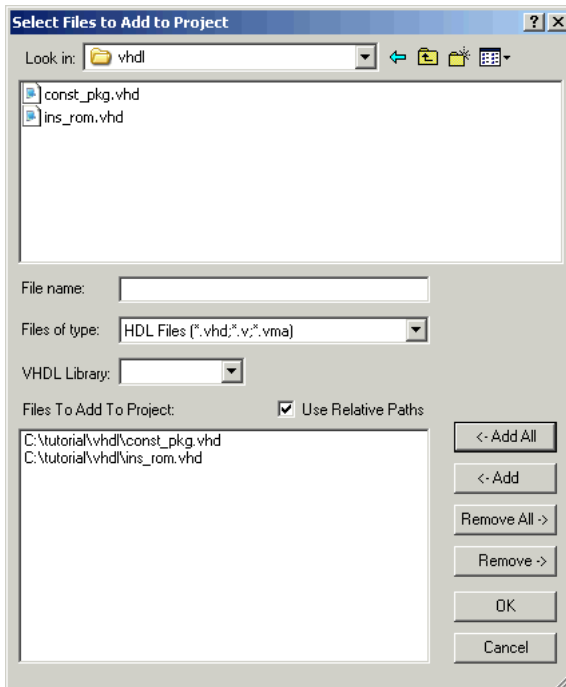 Select Files to Add to Project
Look in: vhdl
const_pkg.vhd
ins_rom.vhd
File name:
Files of type: HDL Files (*.vhd;*.v;*.vma)
VHDL Library:
Files To Add To Project: Use Relative Paths
C:\tutorial\vhdl\const_pkg.vhd
C:\tutorial\vhdl\ins_rom.vhd
<- Add All
<- Add
Remove All ->
Remove ->
OK
Cancel